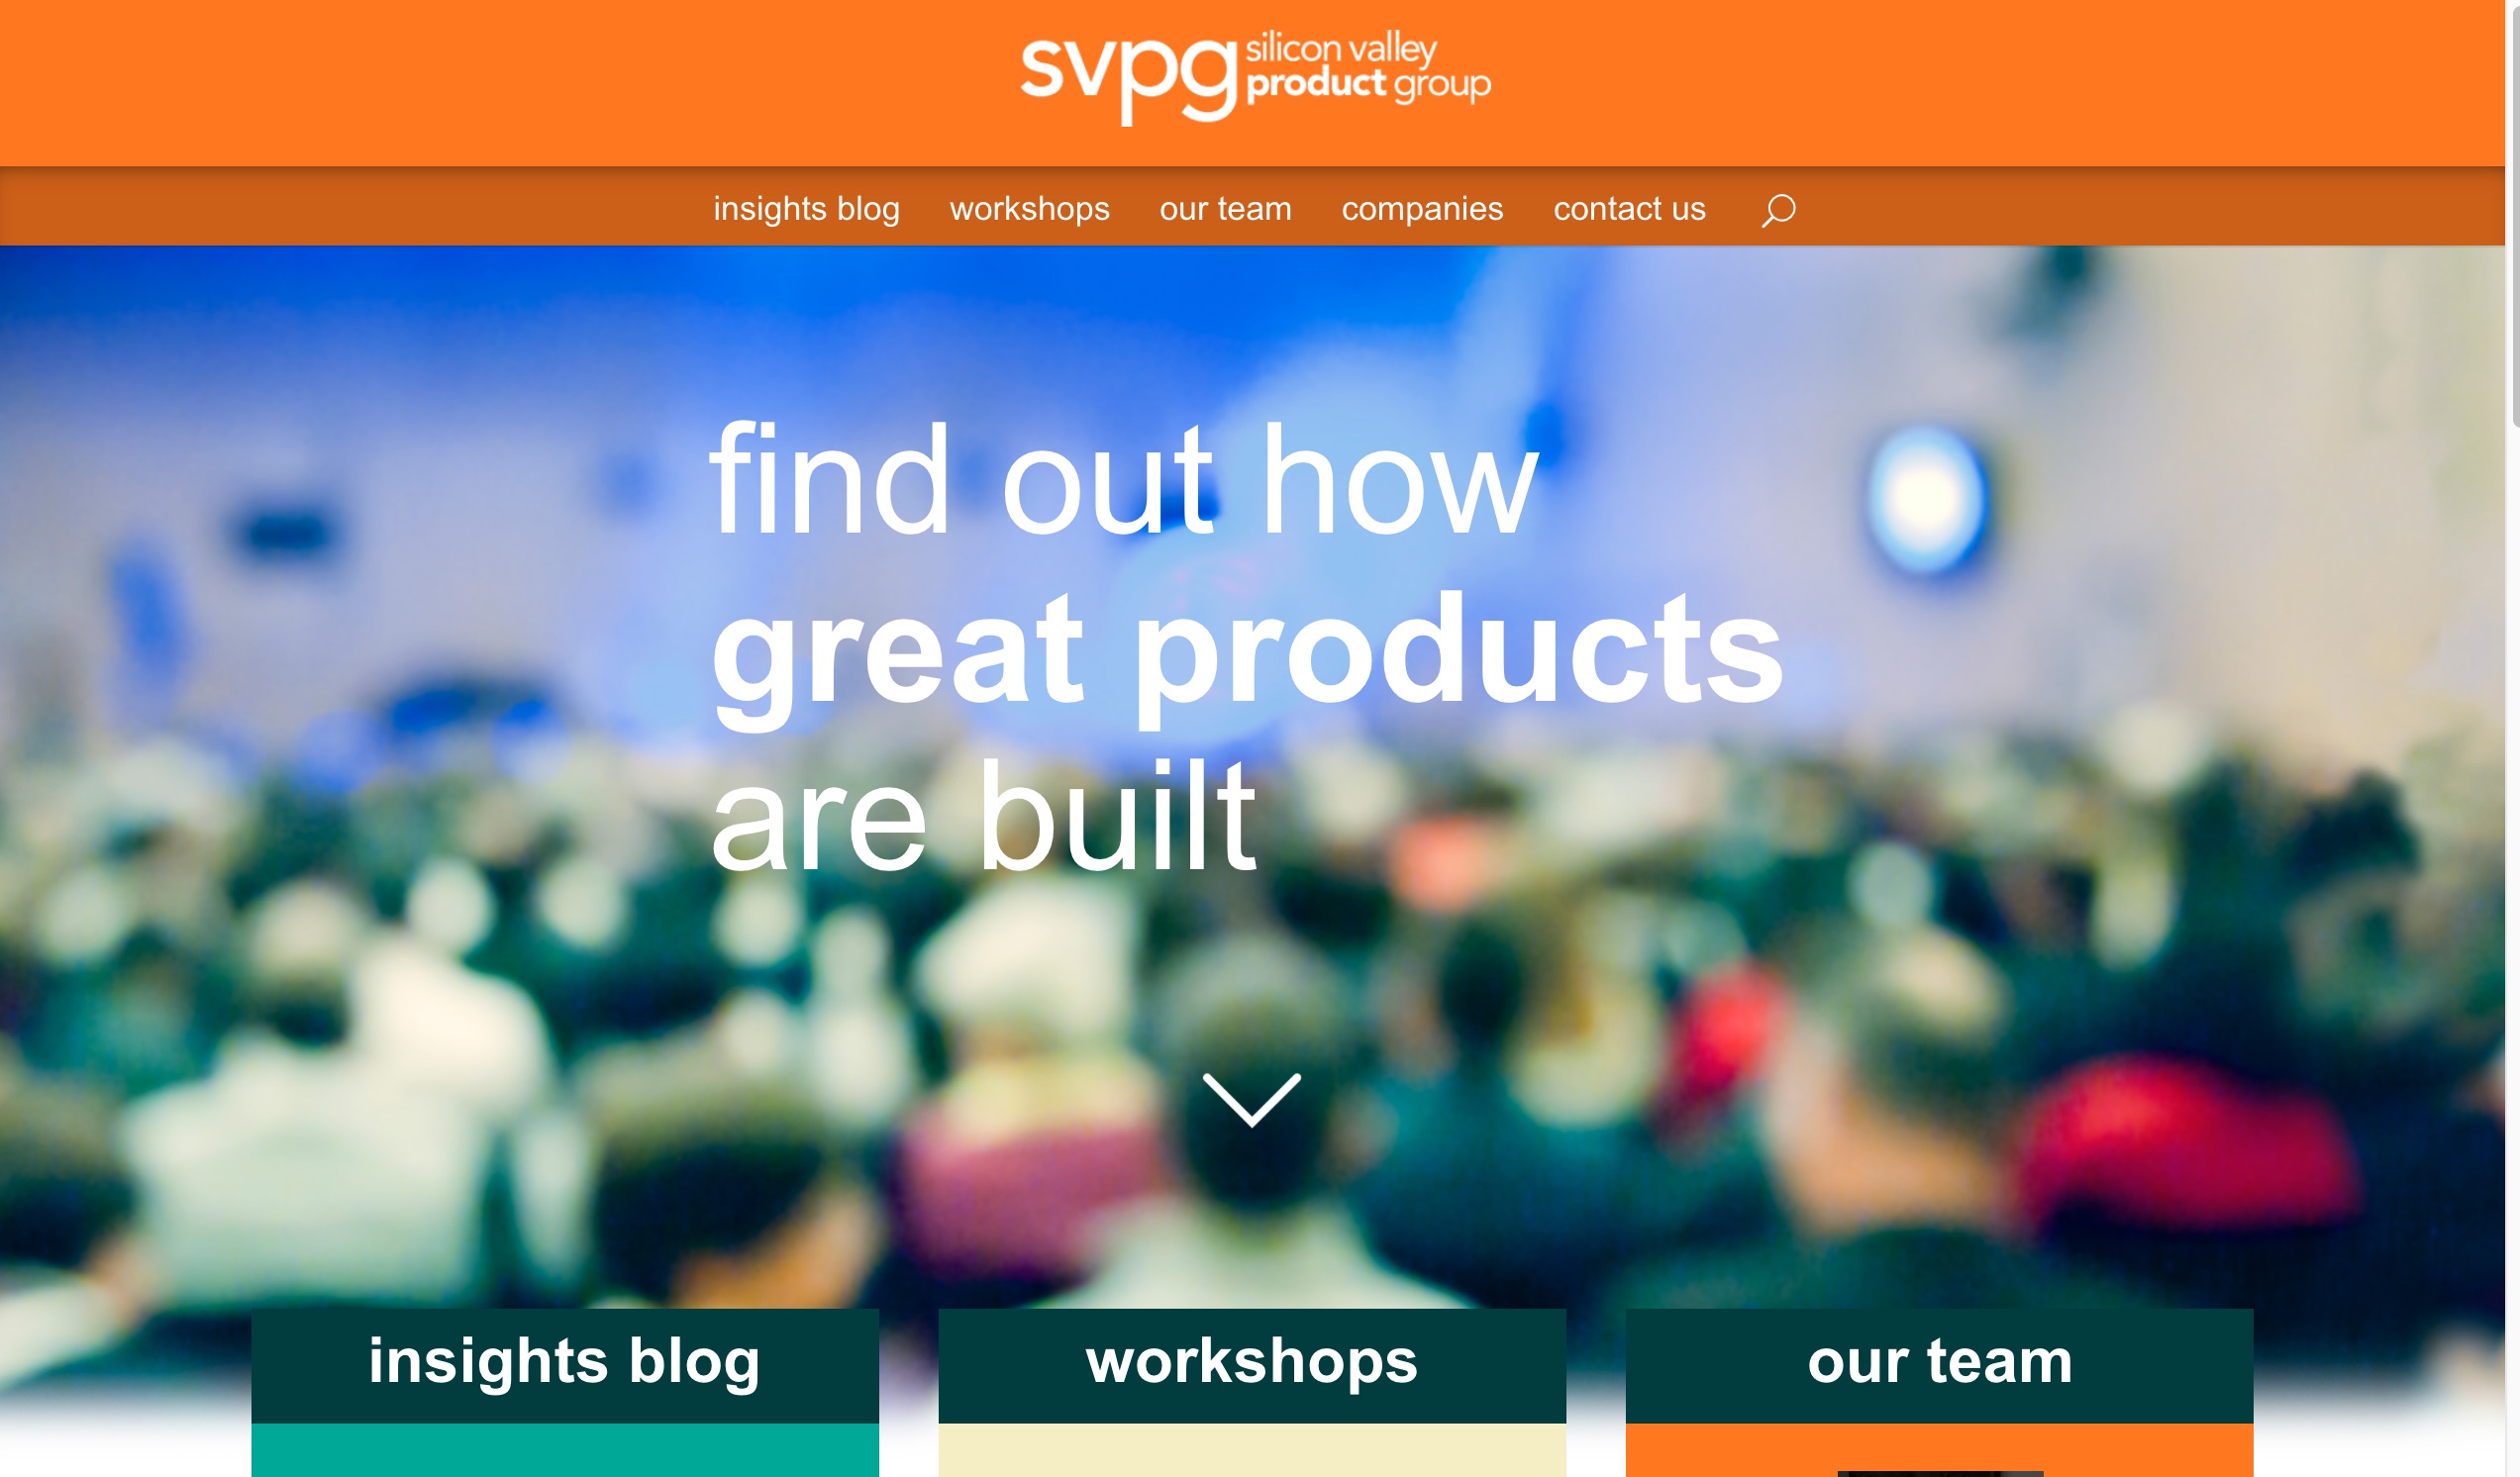 svpg silicon valley
product group
insights blog workshops our team companies contact us
find out how
great products
are built
insights blog workshops our team